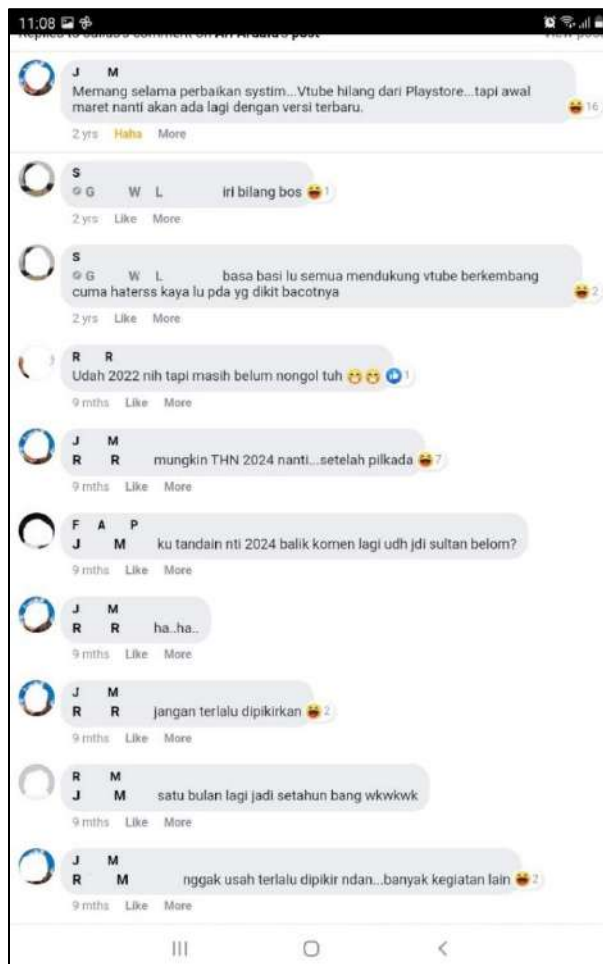 11:08
J M
Memang selama perbaikan systim...Vtube hilang dari Playstore...tapi awal
maret nanti akan ada lagi dengan versi terbaru.
16
2 yrs Haha More
S
G W L iri bilang bos 1
2 yrs Like More
S
G W L basa basi lu semua mendukung vtube berkembang
cuma haterss kaya lu pda yg dikit bacotnya
2
2 yrs Like More
R R
Udah 2022 nih tapi masih belum nongol tuh 1
9 mths Like More
J M
R R mungkin THN 2024 nanti...setelah pilkada 7
9 mths Like More
F A P
J M ku tandain nti 2024 balik komen lagi udh jdi sultan belom?
9 mths Like More
J M
R R ha..ha..
9 mths Like More
J M
R R jangan terlalu dipikirkan 2
9 mths Like More
R M
J M satu bulan lagi jadi setahun bang wkwkwk
9 mths Like More
J M
R M nggak usah terlalu dipikir ndan...banyak kegiatan lain 2
9 mths Like More